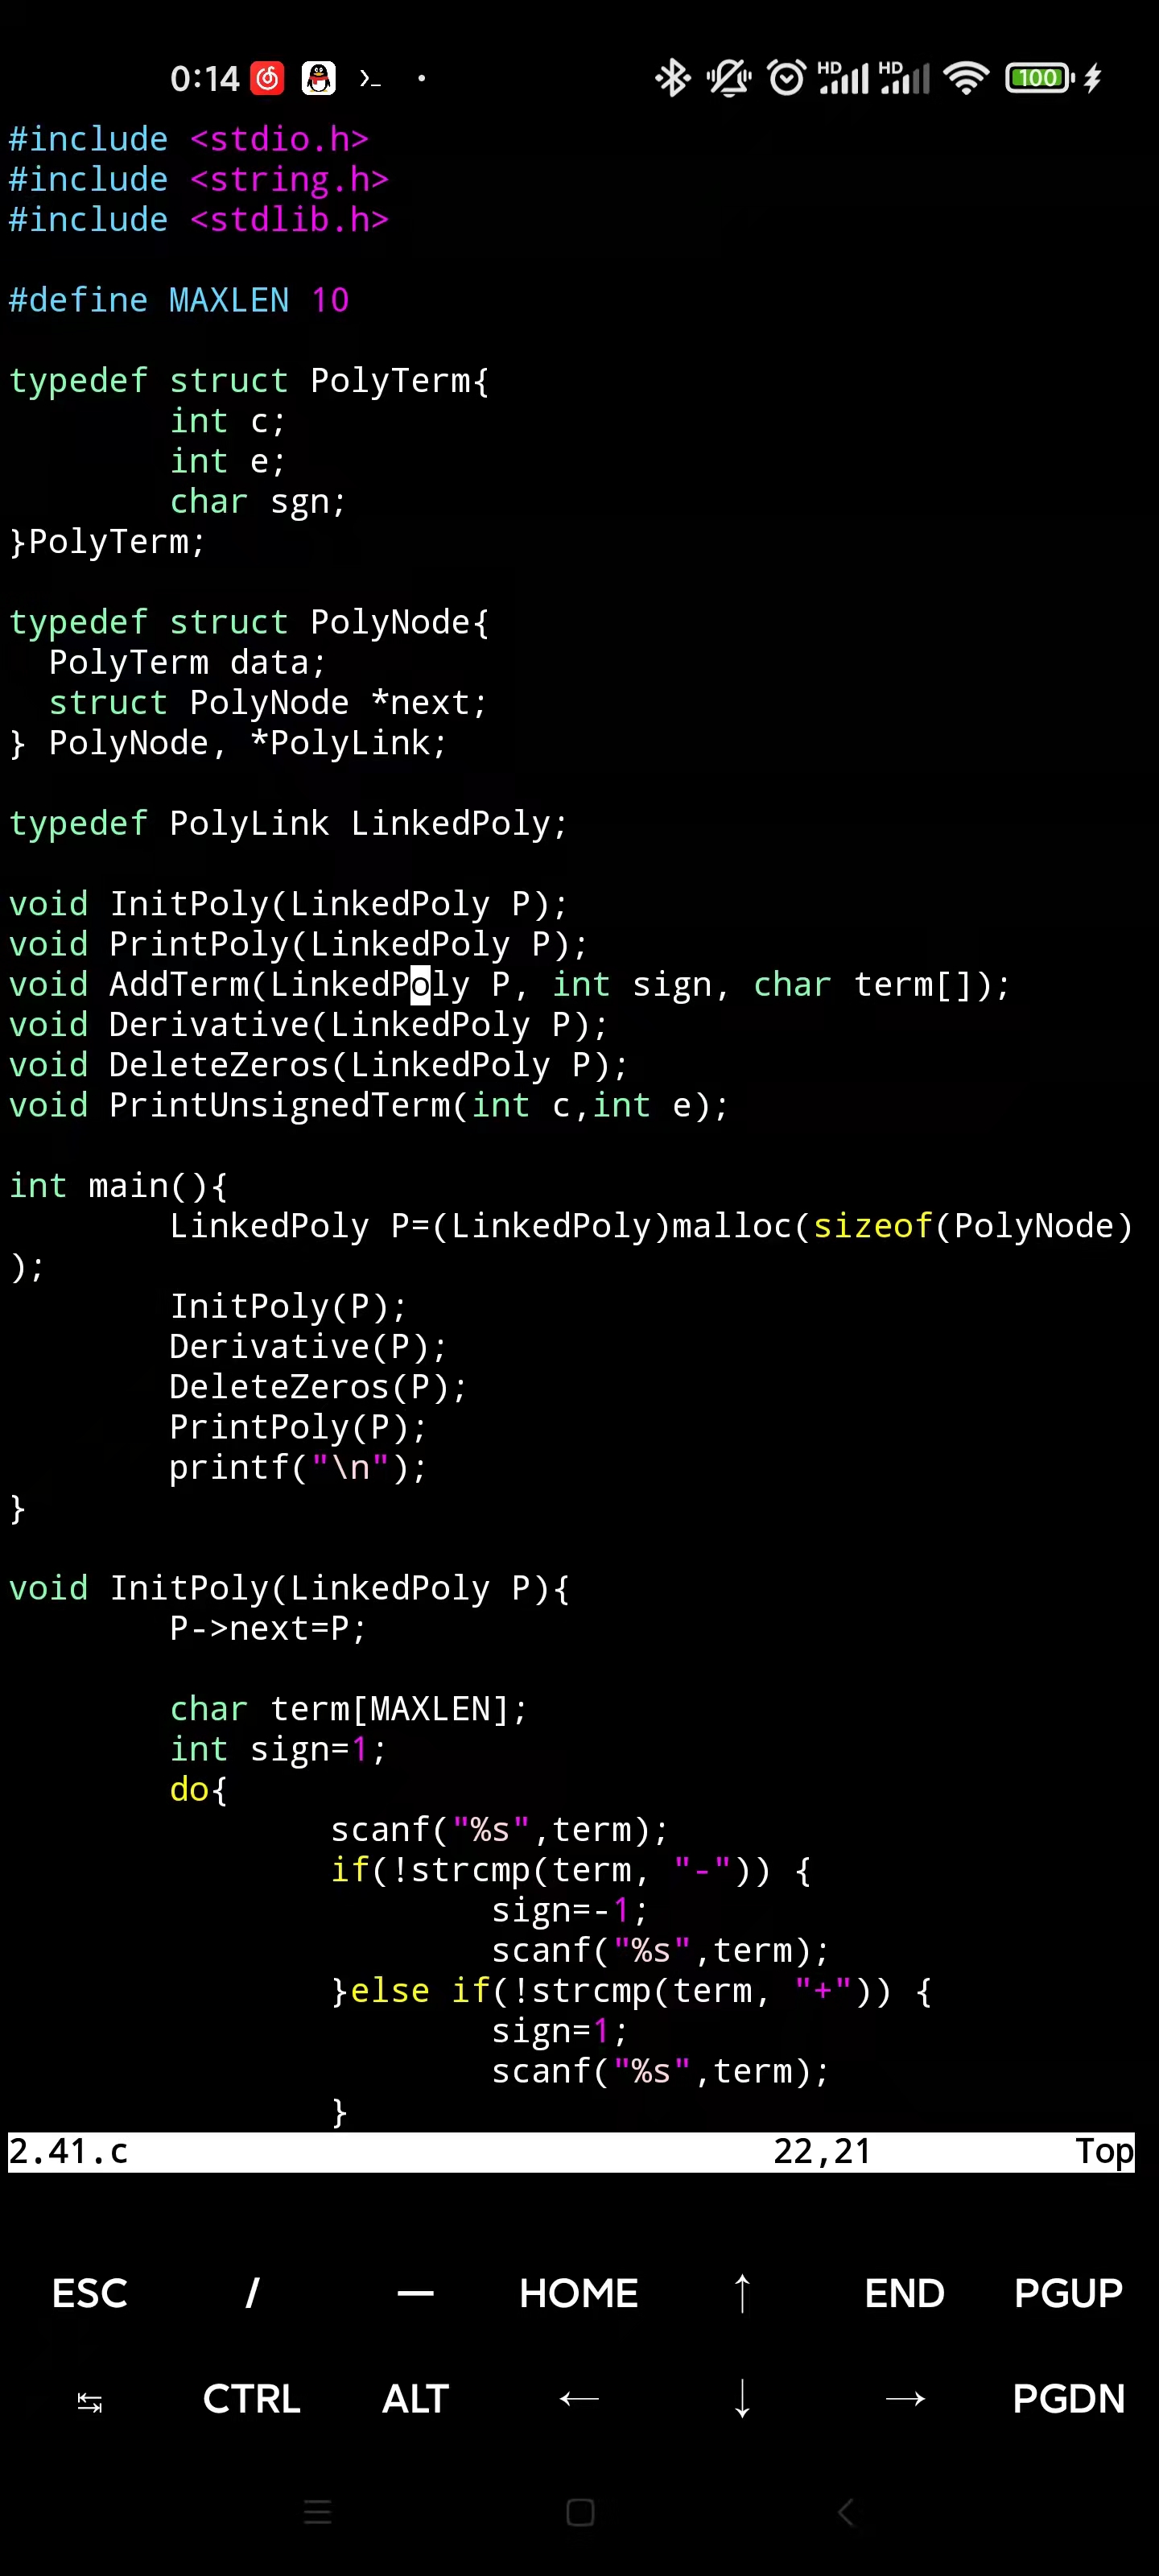 0:14 HD HD 100
#include <stdio.h>
#include <string.h>
#include <stdlib.h>
#define MAXLEN 10
typedef struct PolyTerm{
int c;
int e;
char sgn;
}PolyTerm;
typedef struct PolyNode{
PolyTerm data;
struct PolyNode *next;
} PolyNode, *PolyLink;
typedef PolyLink LinkedPoly;
void InitPoly(LinkedPoly P);
void PrintPoly(LinkedPoly P);
void AddTerm(LinkedPoly P, int sign, char term[]);
void Derivative(LinkedPoly P);
void DeleteZeros(LinkedPoly P);
void PrintUnsignedTerm(int c,int e);
int main(){
LinkedPoly P=(LinkedPoly)malloc(sizeof(PolyNode)
);
InitPoly(P);
Derivative(P);
DeleteZeros(P);
PrintPoly(P);
printf("\n");
}
void InitPoly(LinkedPoly P){
P->next=P;
char term[MAXLEN];
int sign=1;
do{
scanf("%s",term);
if(!strcmp(term, "-")) {
sign=-1;
scanf("%s",term);
}else if(!strcmp(term, "+")) {
sign=1;
scanf("%s",term);
}
2.41.c 22,21 Top
ESC / — HOME ↑ END PGUP
↹ CTRL ALT ← ↓ → PGDN